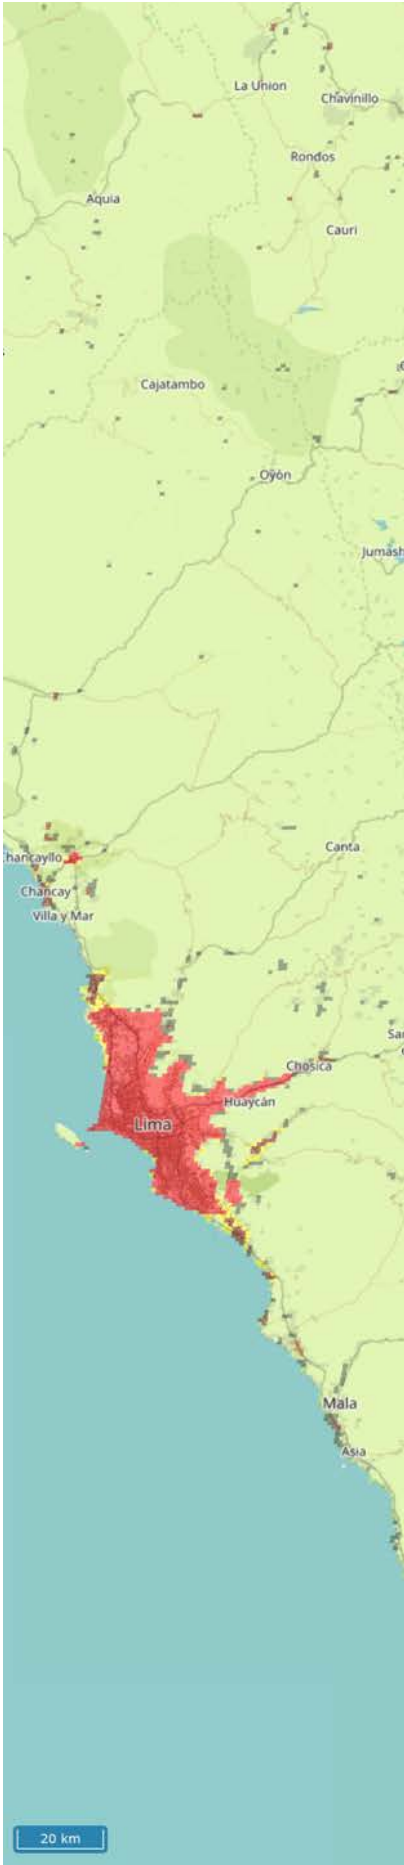 La Union
Chavinillo
Rondos
Aquia
Cauri
Cajatambo
Oyón
Jumash
Canta
Chancayllo
Chancay
Villa y Mar
Chosica
Huaycán
Lima
Mala
Asia
20 km